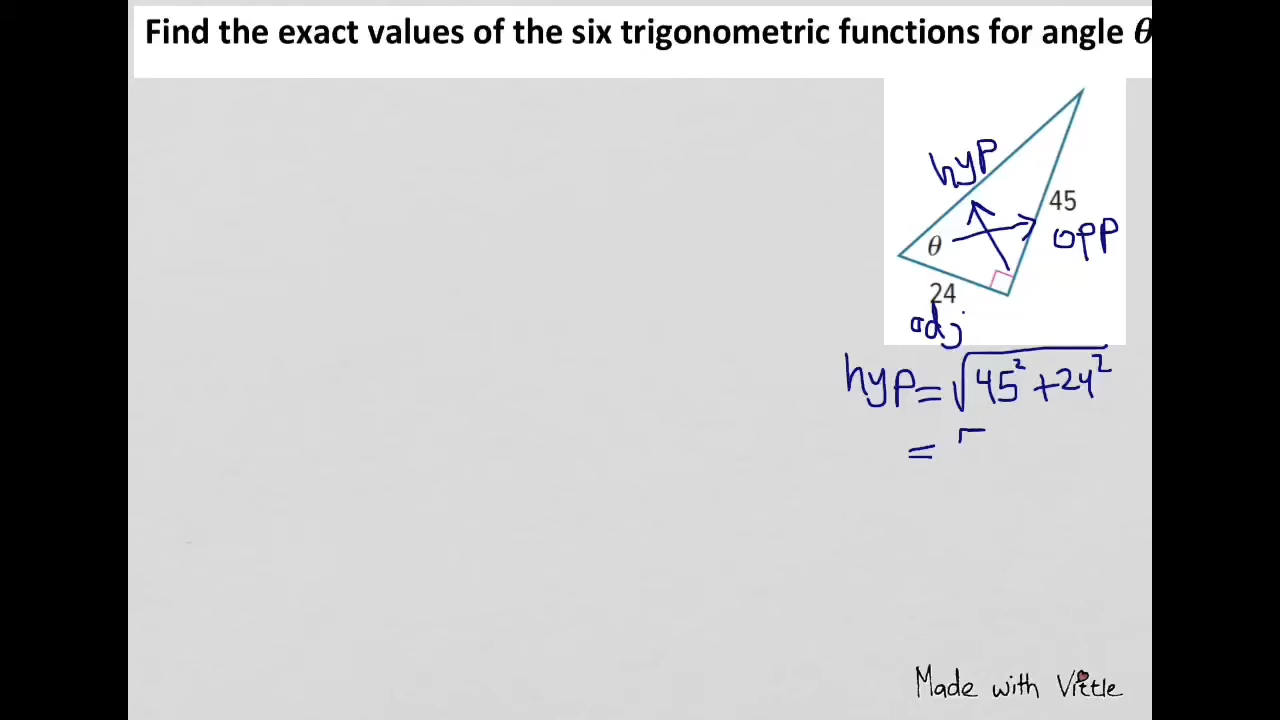 Find the exact values of the six trigonometric functions for angle θ
hyp
45
opp
θ
24
adj
hyp = √45² + 24²
=
Made with Vittle